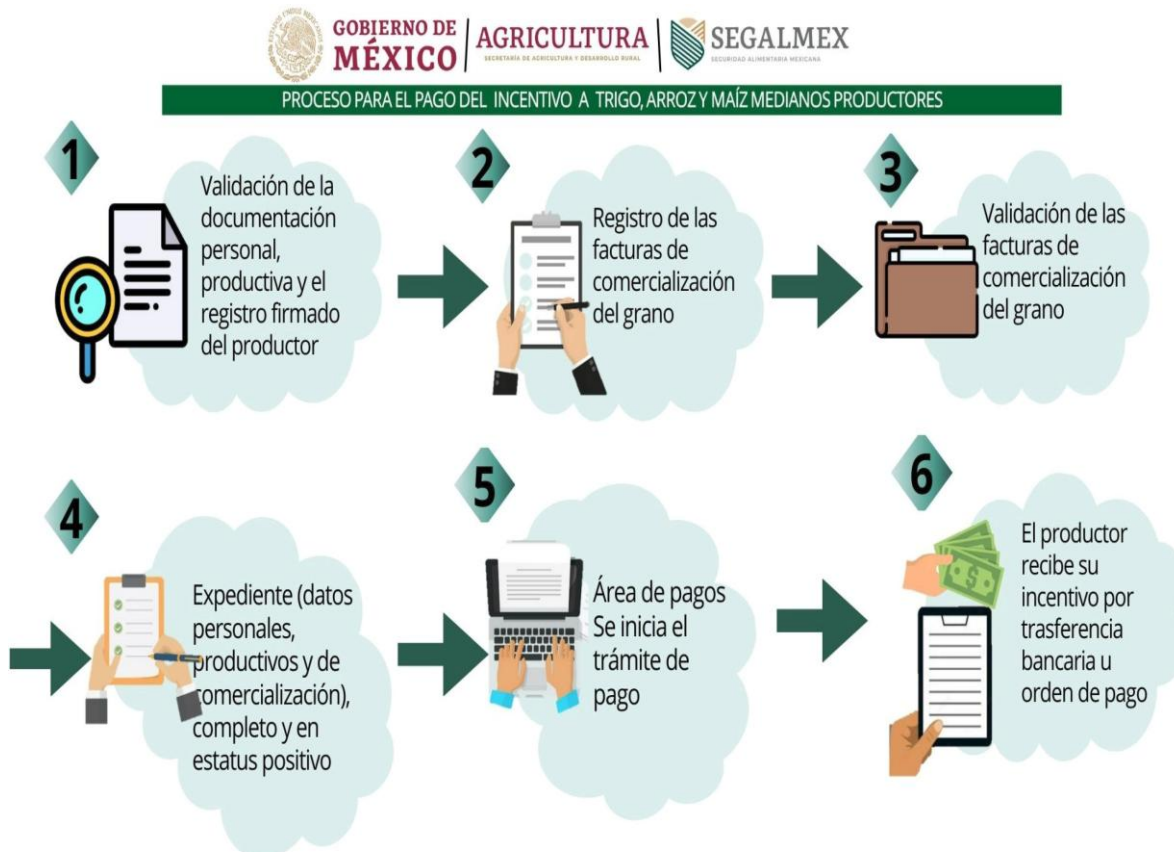 GOBIERNO DE
MÉXICO
AGRICULTURA
SECRETARÍA DE AGRICULTURA Y DESARROLLO RURAL
SEGALMEX
SEGURIDAD ALIMENTARIA MEXICANA
PROCESO PARA EL PAGO DEL INCENTIVO A TRIGO, ARROZ Y MAÍZ MEDIANOS PRODUCTORES
1
Validación de la
documentación
personal,
productiva y el
registro firmado
del productor
2
Registro de las
facturas de
comercialización
del grano
3
Validación de las
facturas de
comercialización
del grano
4
Expediente (datos
personales,
productivos y de
comercialización),
completo y en
estatus positivo
5
Área de pagos
Se inicia el
trámite de
pago
6
El productor
recibe su
incentivo por
trasferencia
bancaria u
orden de pago